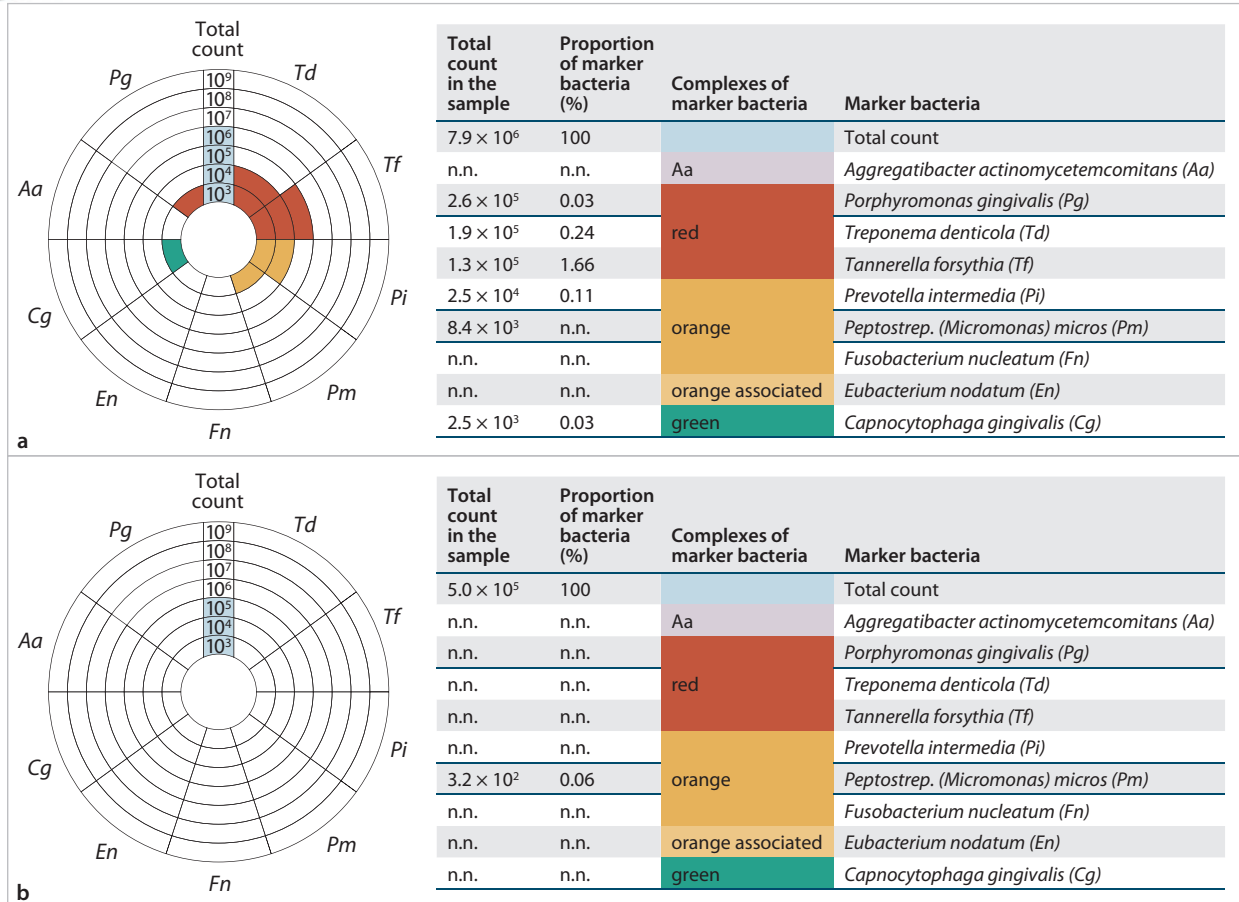 Total
count
Pg
Td
10⁹
10⁸
10⁷
10⁶
10⁵
10⁴
10³
Aa
Tf
Cg
Pi
En
Pm
Fn
a
Total count in the sample | Proportion of marker bacteria (%) | Complexes of marker bacteria | Marker bacteria
7.9 × 10⁶ 100 Total count
n.n. n.n. Aa Aggregatibacter actinomycetemcomitans (Aa)
2.6 × 10⁵ 0.03 Porphyromonas gingivalis (Pg)
1.9 × 10⁵ 0.24 red Treponema denticola (Td)
1.3 × 10⁵ 1.66 Tannerella forsythia (Tf)
2.5 × 10⁴ 0.11 Prevotella intermedia (Pi)
8.4 × 10³ n.n. orange Peptostrep. (Micromonas) micros (Pm)
n.n. n.n. Fusobacterium nucleatum (Fn)
n.n. n.n. orange associated Eubacterium nodatum (En)
2.5 × 10³ 0.03 green Capnocytophaga gingivalis (Cg)
Total
count
Pg
Td
10⁹
10⁸
10⁷
10⁶
10⁵
10⁴
10³
Aa
Tf
Cg
Pi
En
Pm
Fn
b
Total count in the sample | Proportion of marker bacteria (%) | Complexes of marker bacteria | Marker bacteria
5.0 × 10⁵ 100 Total count
n.n. n.n. Aa Aggregatibacter actinomycetemcomitans (Aa)
n.n. n.n. Porphyromonas gingivalis (Pg)
n.n. n.n. red Treponema denticola (Td)
n.n. n.n. Tannerella forsythia (Tf)
n.n. n.n. Prevotella intermedia (Pi)
3.2 × 10² 0.06 orange Peptostrep. (Micromonas) micros (Pm)
n.n. n.n. Fusobacterium nucleatum (Fn)
n.n. n.n. orange associated Eubacterium nodatum (En)
n.n. n.n. green Capnocytophaga gingivalis (Cg)